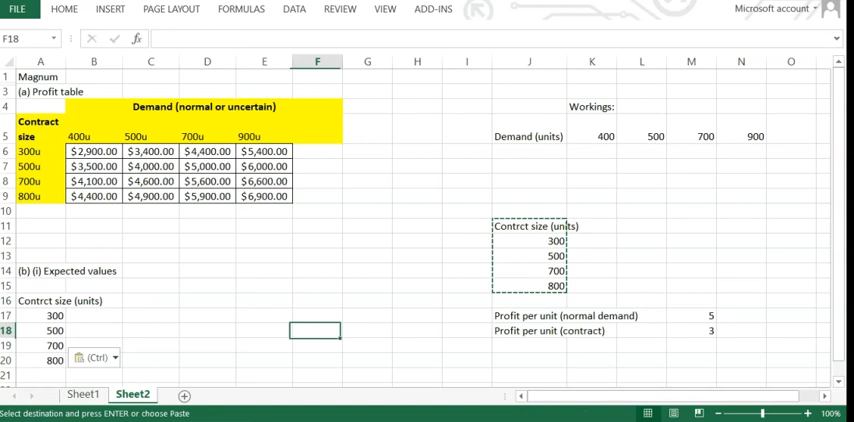 FILE HOME INSERT PAGE LAYOUT FORMULAS DATA REVIEW VIEW ADD-INS Microsoft account
F18 fx
A B C D E F G H I J K L M N O
1 Magnum
3 (a) Profit table
4 Demand (normal or uncertain) Workings:
Contract
5 size 400u 500u 700u 900u Demand (units) 400 500 700 900
6 300u $2,900.00 $3,400.00 $4,400.00 $5,400.00
7 500u $3,500.00 $4,000.00 $5,000.00 $6,000.00
8 700u $4,100.00 $4,600.00 $5,600.00 $6,600.00
9 800u $4,400.00 $4,900.00 $5,900.00 $6,900.00
10
11 Contrct size (units)
12 300
13 500
14 (b) (i) Expected values 700
15 800
16 Contrct size (units)
17 300 Profit per unit (normal demand) 5
18 500 Profit per unit (contract) 3
19 700
20 800 (Ctrl)
21
Sheet1 Sheet2
Select destination and press ENTER or choose Paste 100%